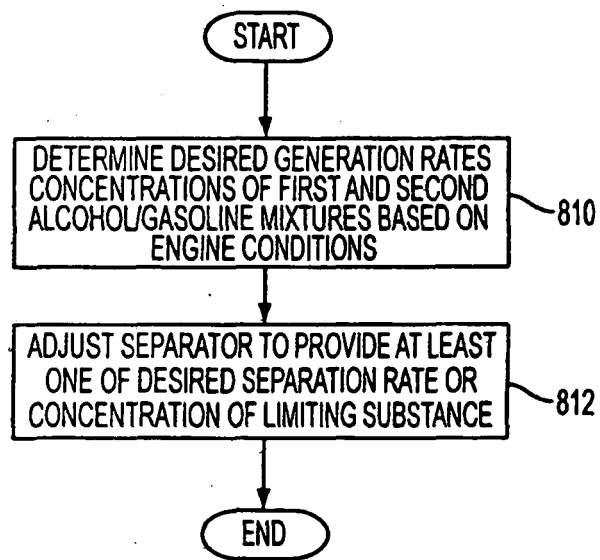 START
DETERMINE DESIRED GENERATION RATES
CONCENTRATIONS OF FIRST AND SECOND
ALCOHOL/GASOLINE MIXTURES BASED ON
ENGINE CONDITIONS
810
ADJUST SEPARATOR TO PROVIDE AT LEAST
ONE OF DESIRED SEPARATION RATE OR
CONCENTRATION OF LIMITING SUBSTANCE
812
END